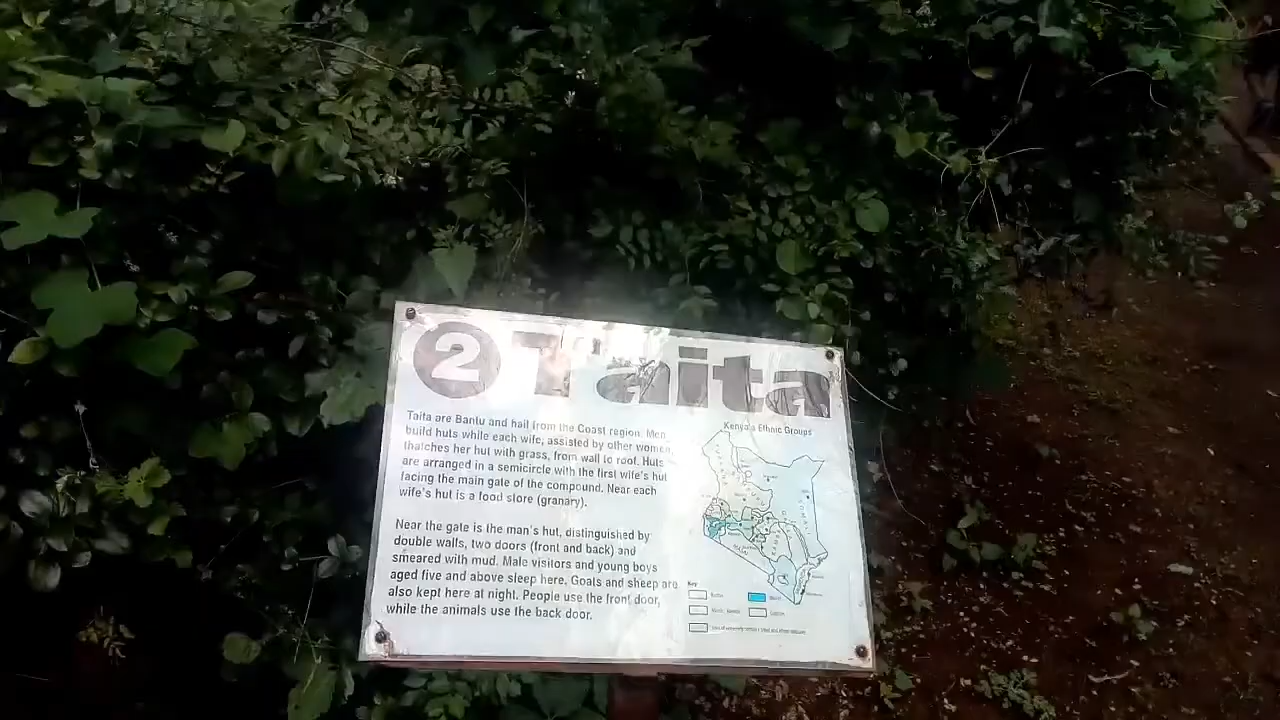 2 Taita
Taita are Bantu and hail from the Coast region. Men
build huts while each wife, assisted by other women,
thatches her hut with grass, from wall to roof. Huts
are arranged in a semicircle with the first wife's hut
facing the main gate of the compound. Near each
wife's hut is a food store (granary).
Near the gate is the man's hut, distinguished by
double walls, two doors (front and back) and
smeared with mud. Male visitors and young boys
aged five and above sleep here. Goats and sheep are
also kept here at night. People use the front door,
while the animals use the back door.
Kenya's Ethnic Groups
Key